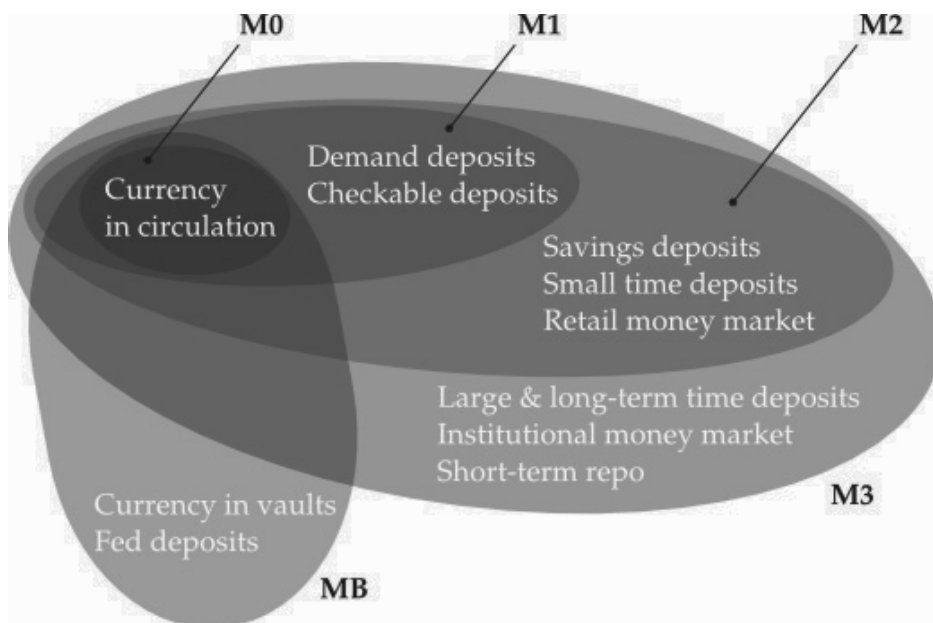 M0
M1
M2
Demand deposits
Checkable deposits
Currency
in circulation
Savings deposits
Small time deposits
Retail money market
Large & long-term time deposits
Institutional money market
Short-term repo
M3
Currency in vaults
Fed deposits
MB